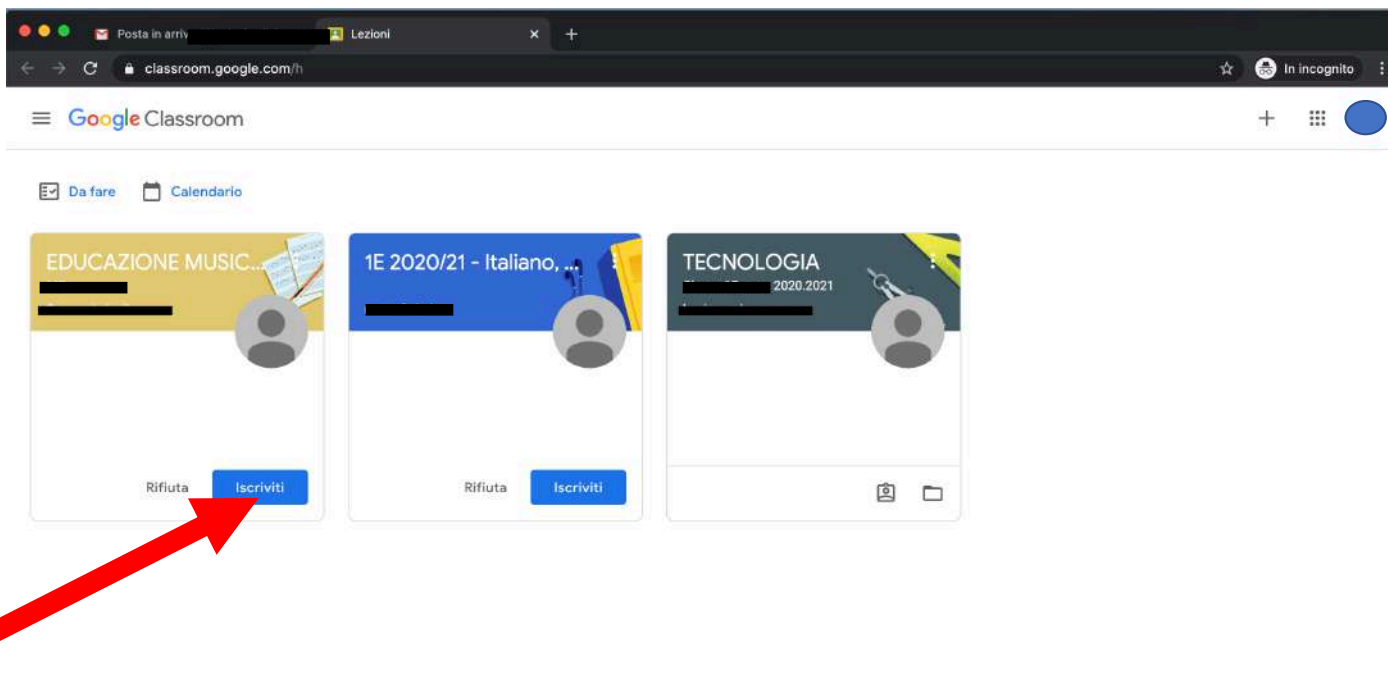 Posta in arriv
Lezioni
classroom.google.com/h
In incognito
Google Classroom
Da fare
Calendario
EDUCAZIONE MUSIC...
Rifiuta
Iscriviti
1E 2020/21 - Italiano, ...
Rifiuta
Iscriviti
TECNOLOGIA
2020.2021